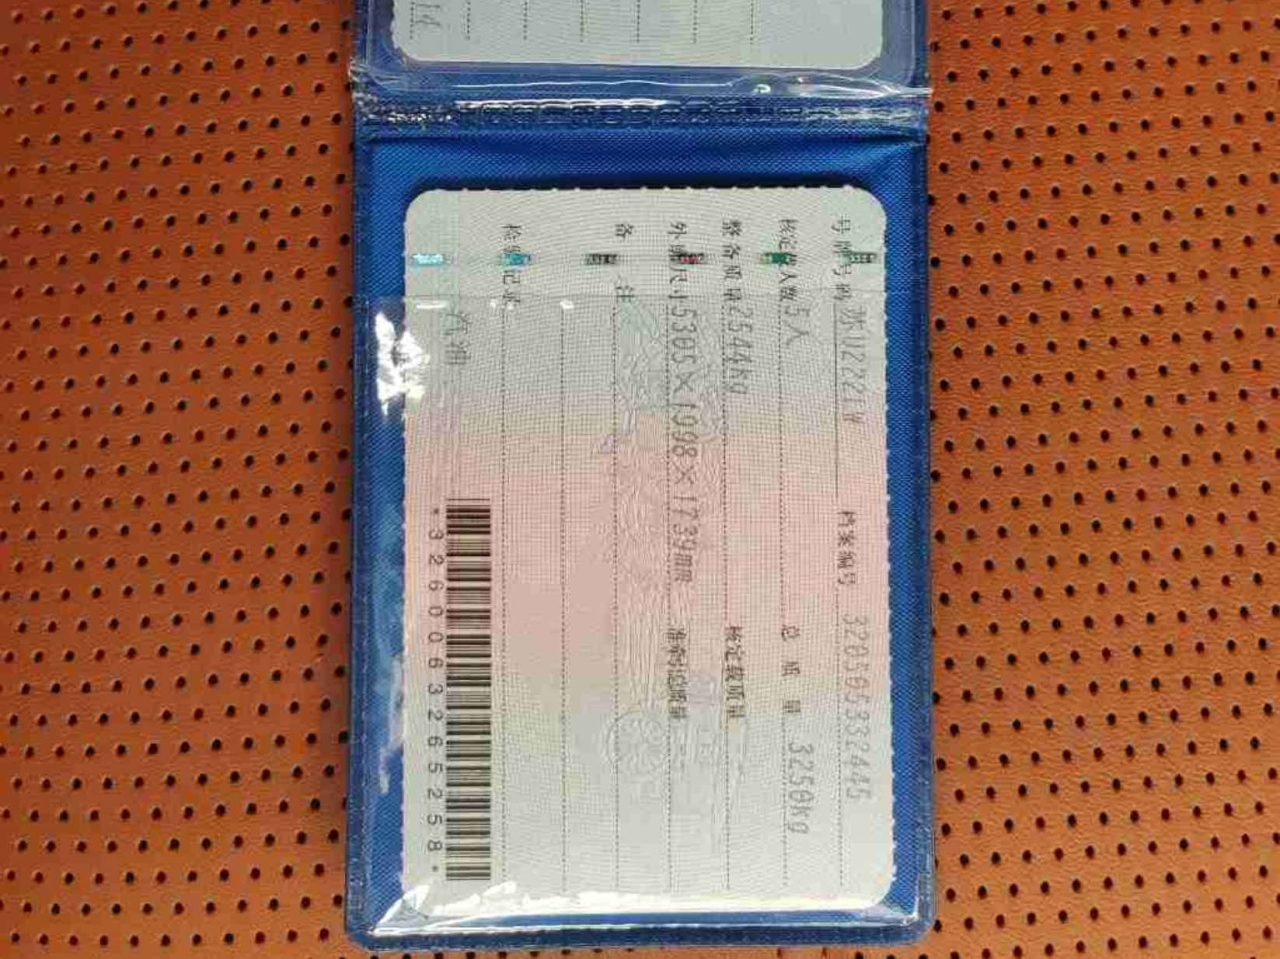 号牌号码 苏U2221Y 档案编号 320505332445
核定载人数 5人 总质量 3250kg
整备质量 2544kg 核定载质量 --
外廓尺寸 5305×1998×1739mm 准牵引总质量 --
备注
检验记录
汽油
*3260063265258*